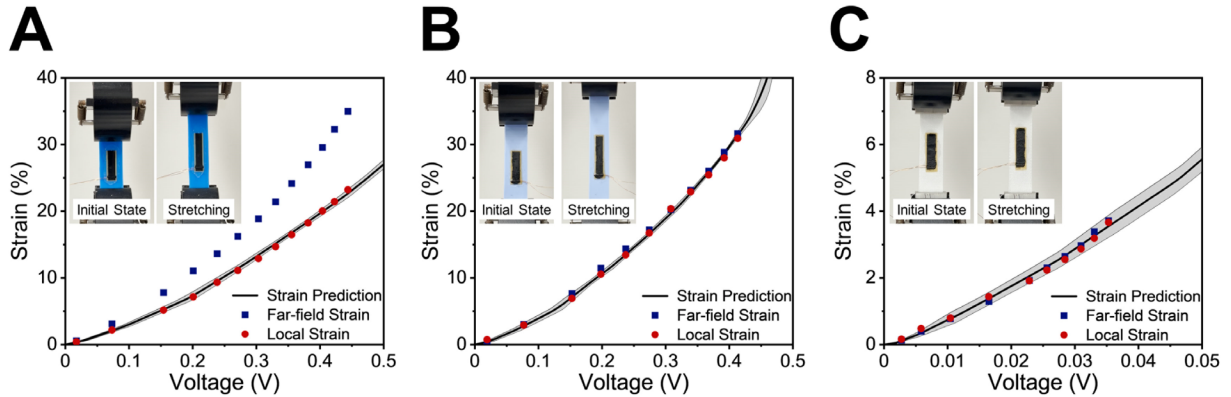 A
B
C
40
30
20
10
0
Strain (%)
Initial State
Stretching
Strain Prediction
Far-field Strain
Local Strain
0
0.1
0.2
0.3
0.4
0.5
Voltage (V)
40
30
20
10
0
Strain (%)
Initial State
Stretching
Strain Prediction
Far-field Strain
Local Strain
0
0.1
0.2
0.3
0.4
0.5
Voltage (V)
8
6
4
2
0
Strain (%)
Initial State
Stretching
Strain Prediction
Far-field Strain
Local Strain
0
0.01
0.02
0.03
0.04
0.05
Voltage (V)